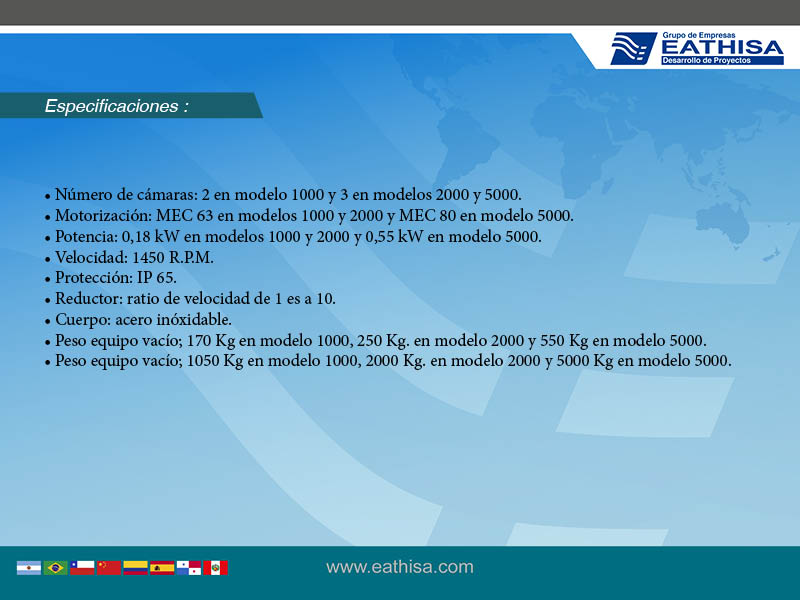 Grupo de Empresas
EATHISA
Desarrollo de Proyectos
Especificaciones :
• Número de cámaras: 2 en modelo 1000 y 3 en modelos 2000 y 5000.
• Motorización: MEC 63 en modelos 1000 y 2000 y MEC 80 en modelo 5000.
• Potencia: 0,18 kW en modelos 1000 y 2000 y 0,55 kW en modelo 5000.
• Velocidad: 1450 R.P.M.
• Protección: IP 65.
• Reductor: ratio de velocidad de 1 es a 10.
• Cuerpo: acero inóxidable.
• Peso equipo vacío; 170 Kg en modelo 1000, 250 Kg. en modelo 2000 y 550 Kg en modelo 5000.
• Peso equipo vacío; 1050 Kg en modelo 1000, 2000 Kg. en modelo 2000 y 5000 Kg en modelo 5000.
www.eathisa.com